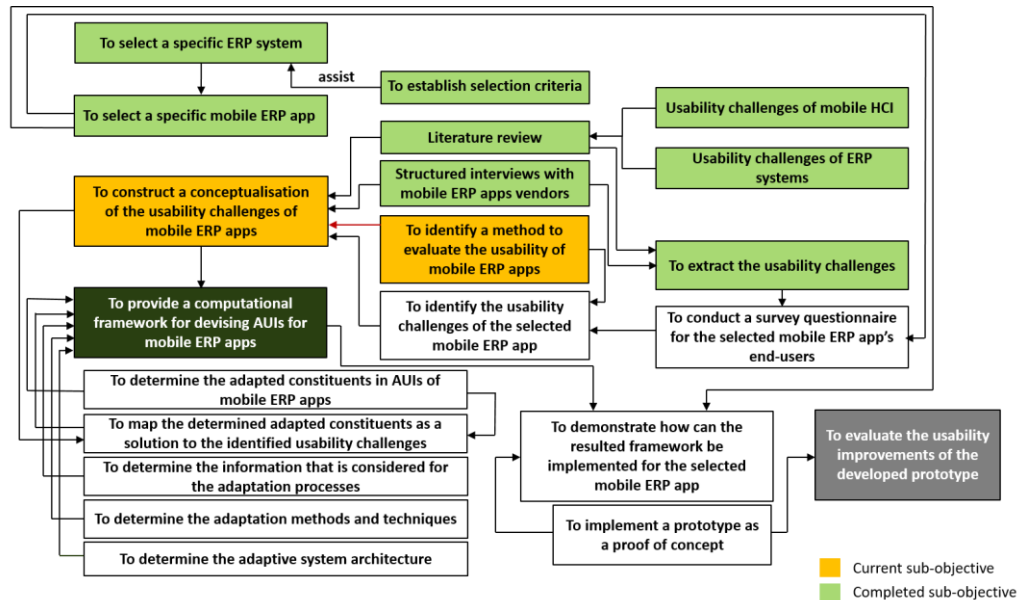 To select a specific ERP system
assist
To establish selection criteria
To select a specific mobile ERP app
Usability challenges of mobile HCI
Literature review
Usability challenges of ERP
systems
Structured interviews with
mobile ERP apps vendors
To construct a conceptualisation
of the usability challenges of
mobile ERP apps
To identify a method to
evaluate the usability of
mobile ERP apps
To extract the usability challenges
To provide a computational
framework for devising AUIs for
mobile ERP apps
To identify the usability
challenges of the selected
mobile ERP app
To conduct a survey questionnaire
for the selected mobile ERP app's
end-users
To determine the adapted constituents in AUIs of
mobile ERP apps
To map the determined adapted constituents as a
solution to the identified usability challenges
To determine the information that is considered for
the adaptation processes
To determine the adaptation methods and techniques
To determine the adaptive system architecture
To demonstrate how can the
resulted framework be
implemented for the selected
mobile ERP app
To evaluate the usability
improvements of the
developed prototype
To implement a prototype as
a proof of concept
Current sub-objective
Completed sub-objective